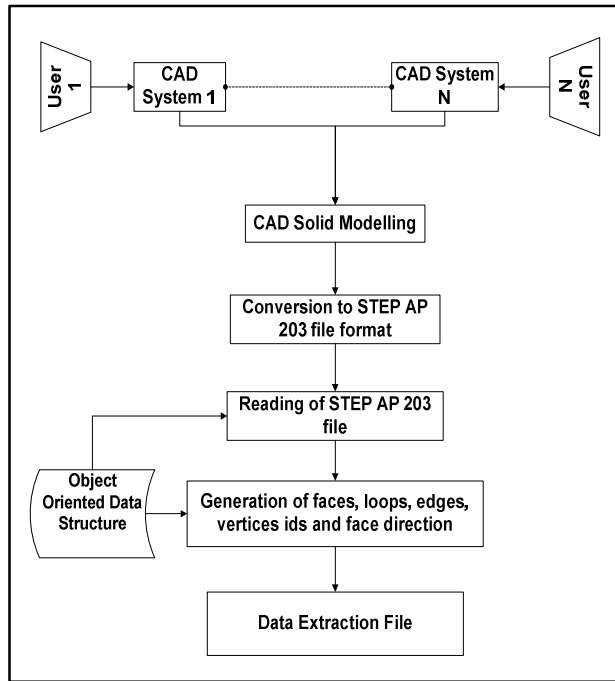 User
1
CAD
System 1
CAD System
N
User
N
CAD Solid Modelling
Conversion to STEP AP
203 file format
Reading of STEP AP 203
file
Object
Oriented Data
Structure
Generation of faces, loops, edges,
vertices ids and face direction
Data Extraction File